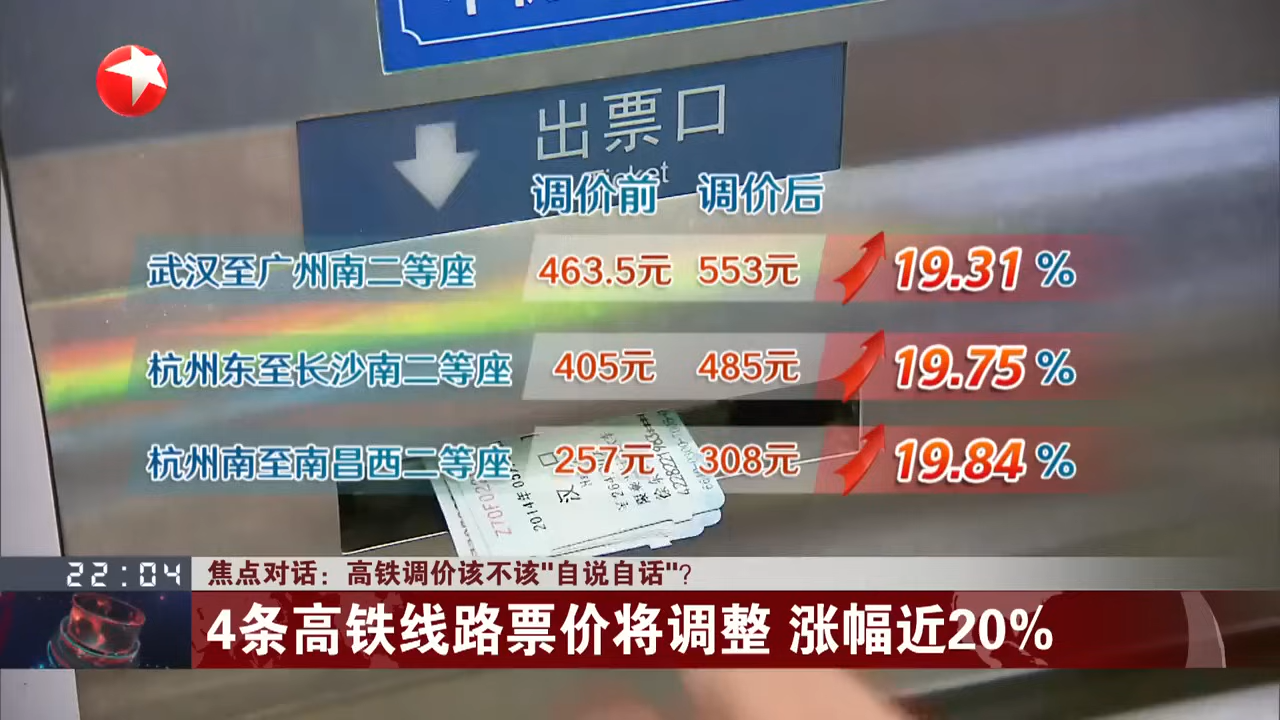 出票口
调价前 调价后
武汉至广州南二等座 463.5元 553元 19.31%
杭州东至长沙南二等座 405元 485元 19.75%
杭州南至南昌西二等座 257元 308元 19.84%
22:04 焦点对话：高铁调价该不该"自说自话"?
4条高铁线路票价将调整 涨幅近20%